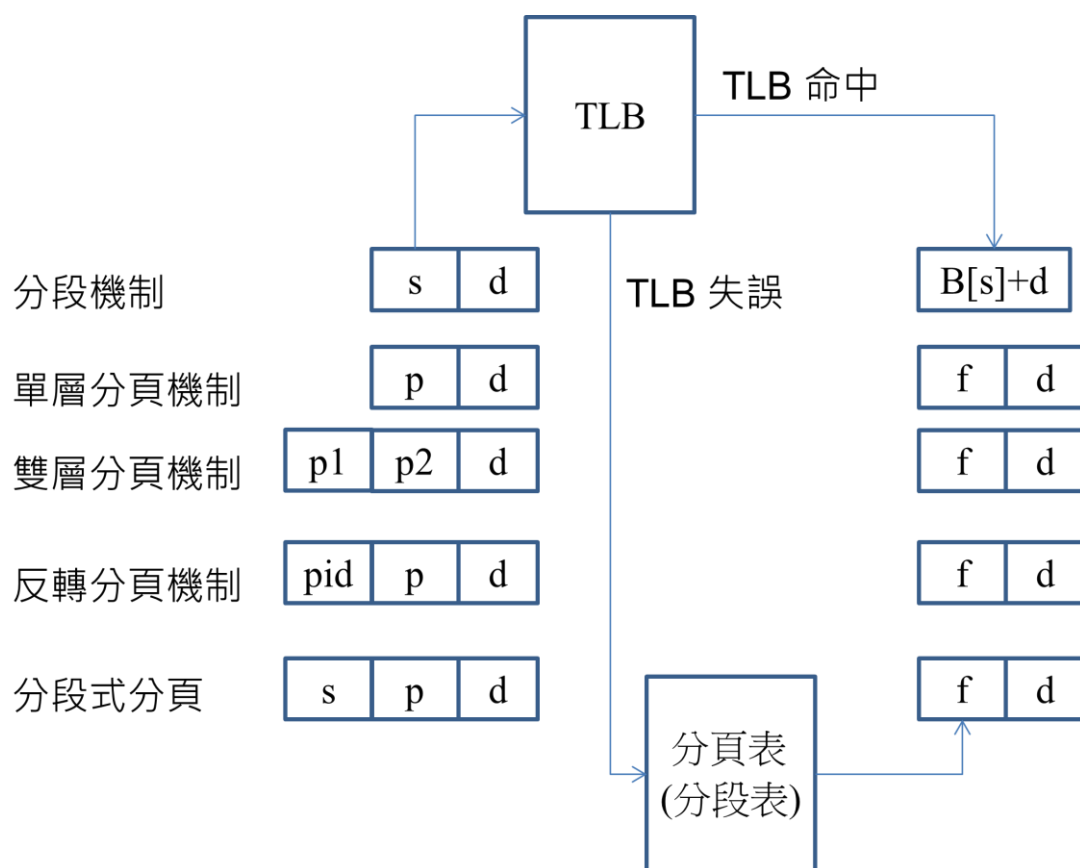 TLB
TLB 命中
分段機制 s d TLB 失誤 B[s]+d
單層分頁機制 p d f d
雙層分頁機制 p1 p2 d f d
反轉分頁機制 pid p d f d
分段式分頁 s p d f d
分頁表
(分段表)